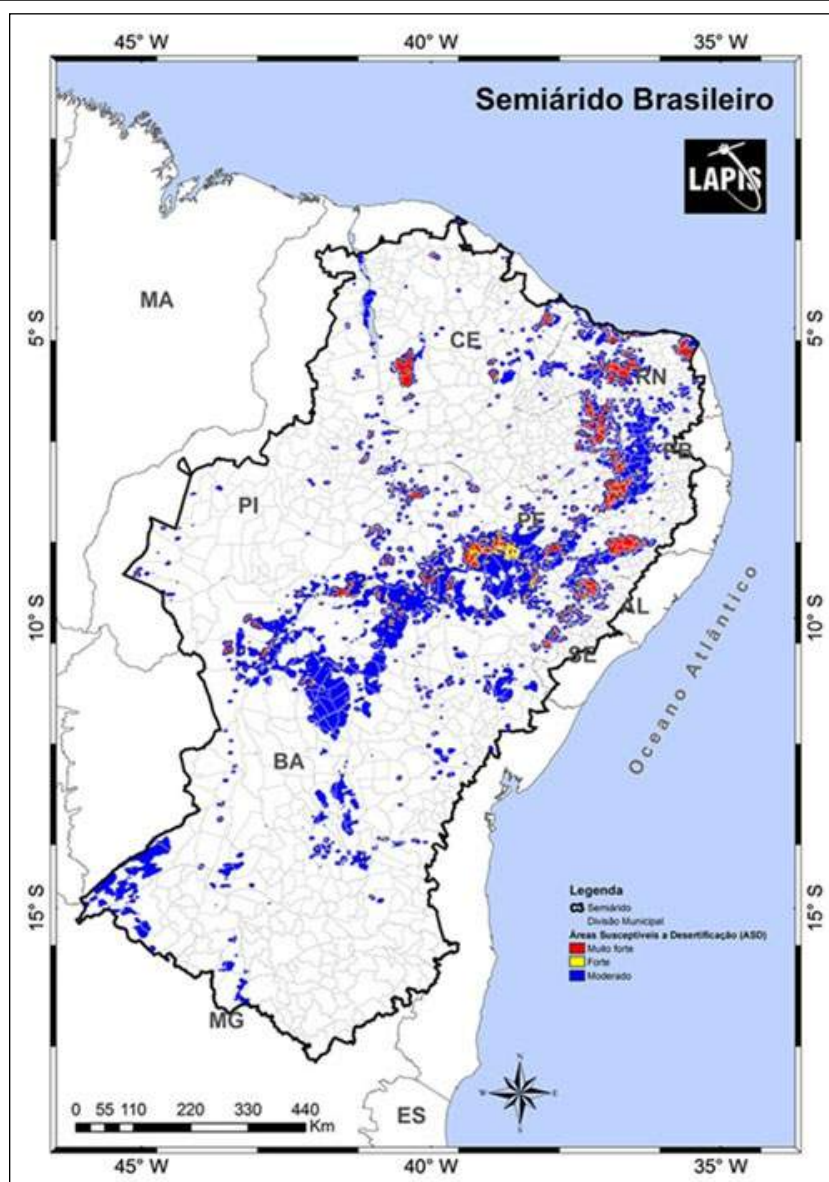 45° W 40° W 35° W
Semiárido Brasileiro
LAPIS
MA
5° S 5° S
CE
RN
PB
PI
PE
AL
10° S 10° S
SE
BA
Oceano Atlântico
15° S 15° S
Legenda
Semiárido
Divisão Municipal
Áreas Susceptíveis a Desertificação (ASD)
Muito forte
Forte
Moderado
MG
N
W E
S
ES
0 55 110 220 330 440
Km
45° W 40° W 35° W